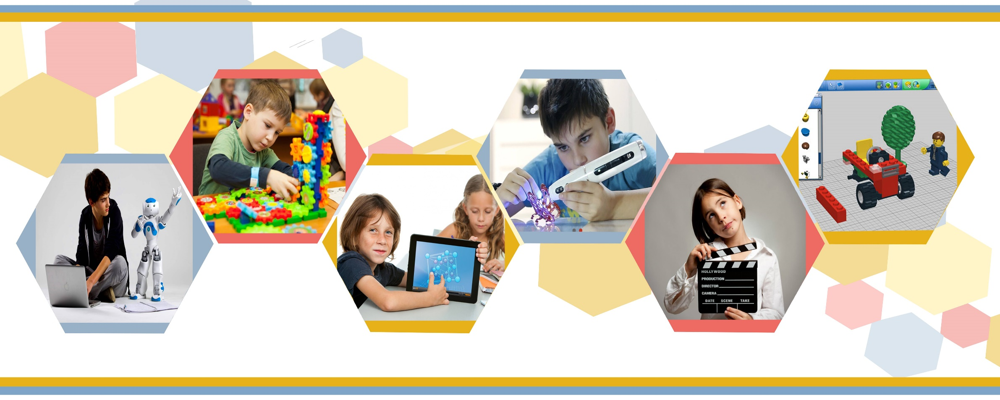 HOLLYWOOD
PRODUCTION
DIRECTOR
CAMERA
DATE SCENE TAKE